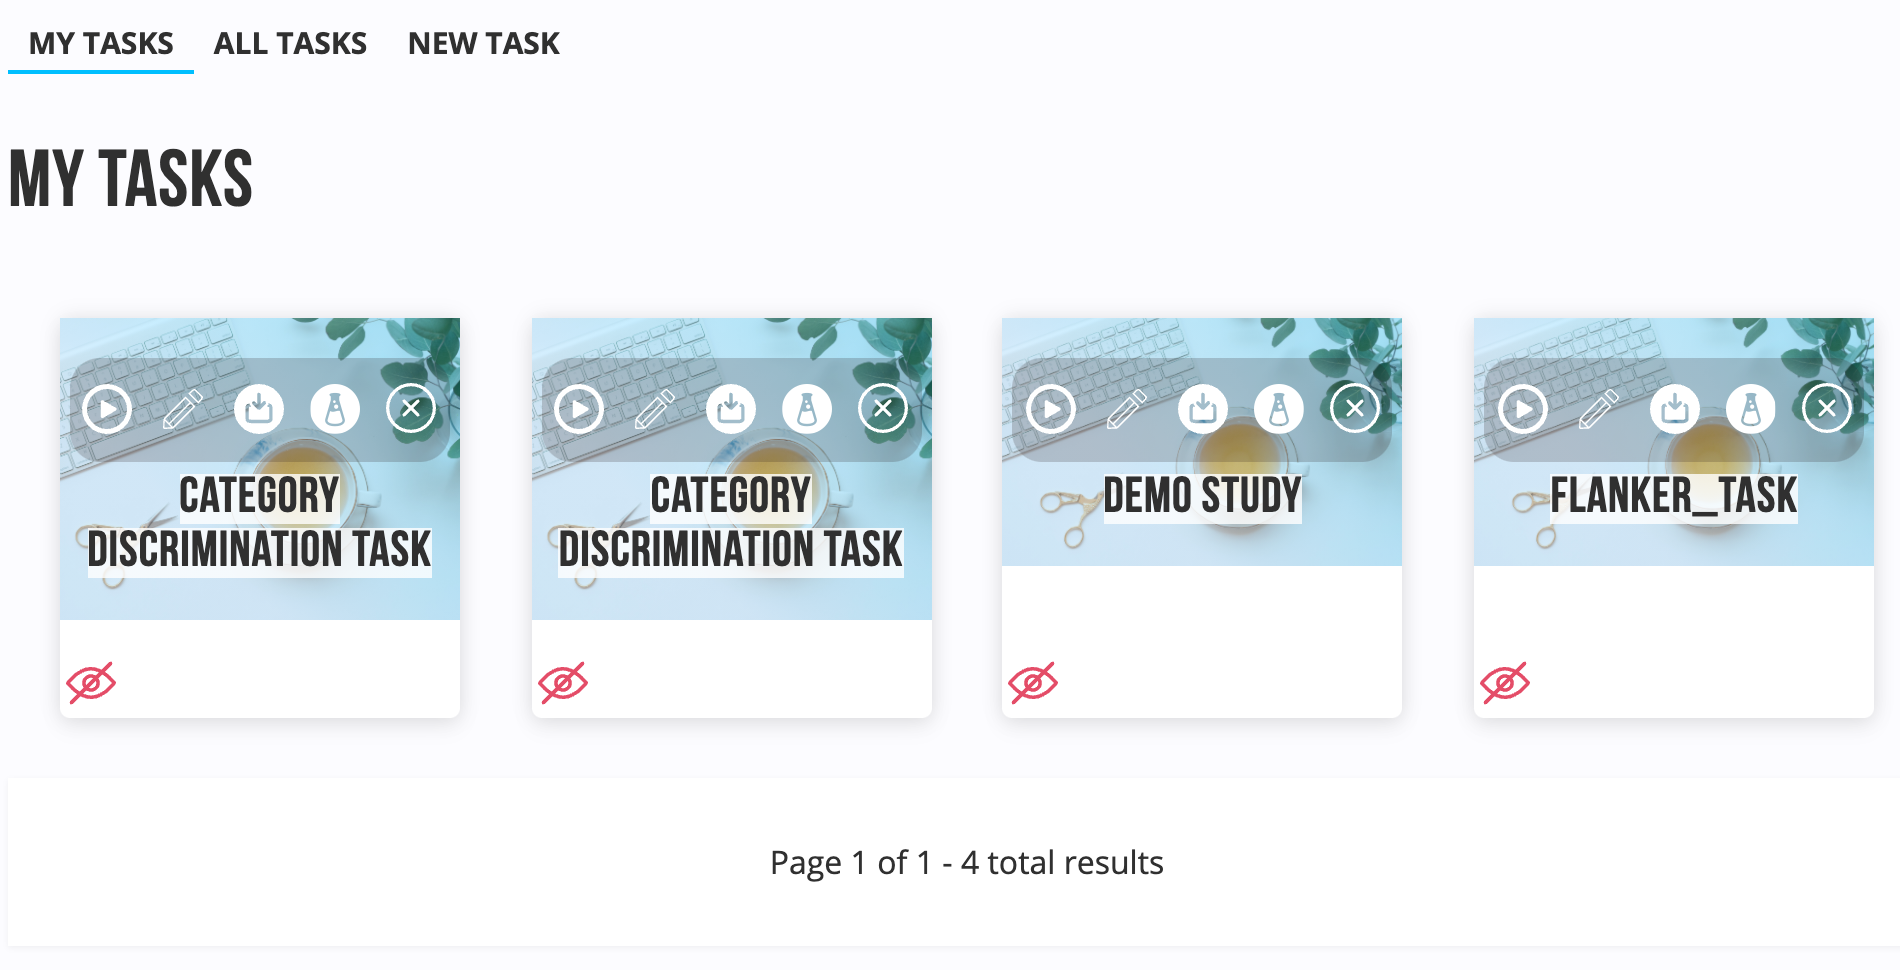 MY TASKS
ALL TASKS
NEW TASK
MY TASKS
CATEGORY
DISCRIMINATION TASK
CATEGORY
DISCRIMINATION TASK
DEMO STUDY
FLANKER_TASK
Page 1 of 1 - 4 total results